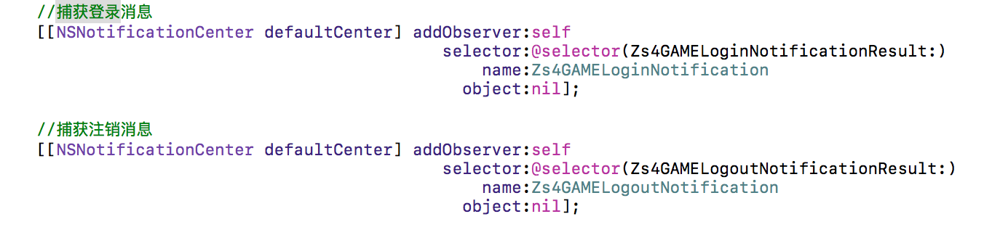 //捕获登录消息
[[NSNotificationCenter defaultCenter] addObserver:self
selector:@selector(Zs4GAMELoginNotificationResult:)
name:Zs4GAMELoginNotification
object:nil];
//捕获注销消息
[[NSNotificationCenter defaultCenter] addObserver:self
selector:@selector(Zs4GAMELogoutNotificationResult:)
name:Zs4GAMELogoutNotification
object:nil];